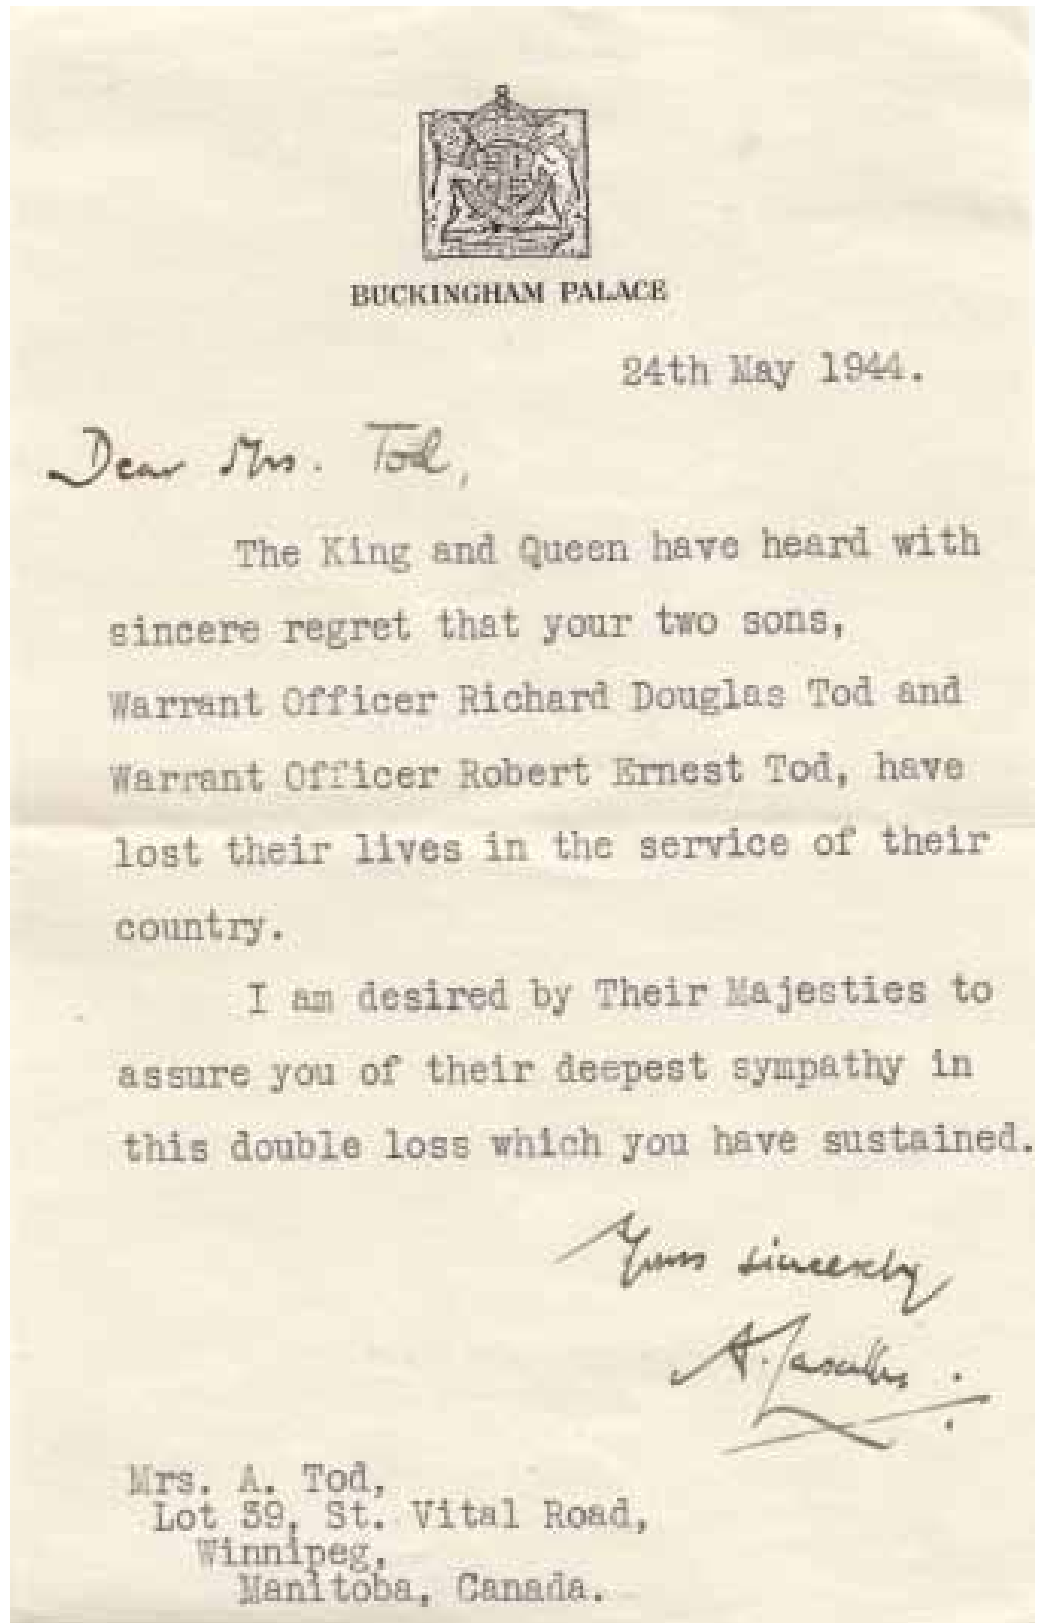 BUCKINGHAM PALACE
24th May 1944.
Dear Mrs. Tod,
The King and Queen have heard with
sincere regret that your two sons,
Warrant Officer Richard Douglas Tod and
Warrant Officer Robert Ernest Tod, have
lost their lives in the service of their
country.
I am desired by Their Majesties to
assure you of their deepest sympathy in
this double loss which you have sustained.
Yours sincerely
A. Lascelles
Mrs. A. Tod,
Lot 39, St. Vital Road,
Winnipeg,
Manitoba, Canada.